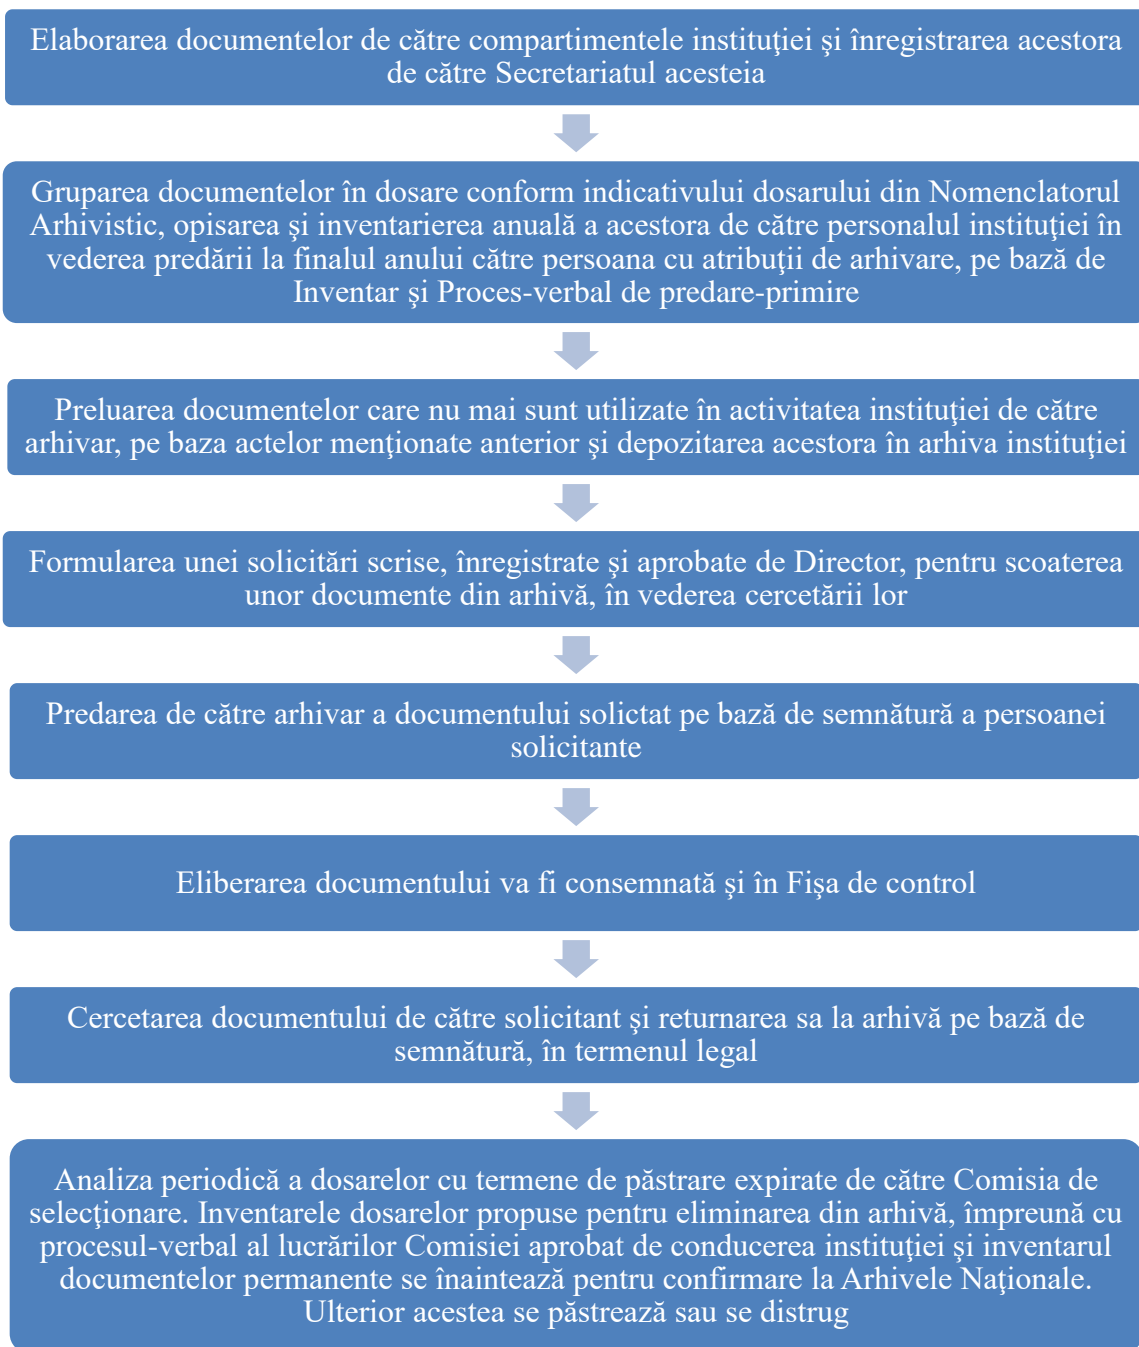 Elaborarea documentelor de către compartimentele instituţiei şi înregistrarea acestora
de către Secretariatul acesteia
Gruparea documentelor în dosare conform indicativului dosarului din Nomenclatorul
Arhivistic, opisarea şi inventarierea anuală a acestora de către personalul instituţiei în
vederea predării la finalul anului către persoana cu atribuţii de arhivare, pe bază de
Inventar şi Proces-verbal de predare-primire
Preluarea documentelor care nu mai sunt utilizate în activitatea instituţiei de către
arhivar, pe baza actelor menţionate anterior şi depozitarea acestora în arhiva instituţiei
Formularea unei solicitări scrise, înregistrate şi aprobate de Director, pentru scoaterea
unor documente din arhivă, în vederea cercetării lor
Predarea de către arhivar a documentului solictat pe bază de semnătură a persoanei
solicitante
Eliberarea documentului va fi consemnată şi în Fişa de control
Cercetarea documentului de către solicitant şi returnarea sa la arhivă pe bază de
semnătură, în termenul legal
Analiza periodică a dosarelor cu termene de păstrare expirate de către Comisia de
selecţionare. Inventarele dosarelor propuse pentru eliminarea din arhivă, împreună cu
procesul-verbal al lucrărilor Comisiei aprobat de conducerea instituţiei şi inventarul
documentelor permanente se înaintează pentru confirmare la Arhivele Naţionale.
Ulterior acestea se păstrează sau se distrug